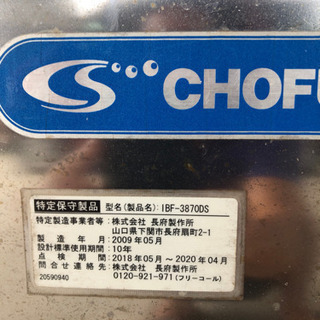 CHOFU
特定保守製品 型名(製品名):IBF-3870DS
特定製造事業者等:株式会社 長府製作所
山口県下関市長府扇町2-1
製造年月:2009年05月
設計標準使用期間:10年
点検期間:2018年05月 ~ 2020年04月
問合せ連絡先:株式会社 長府製作所
20590940 0120-921-971 (フリーコール)